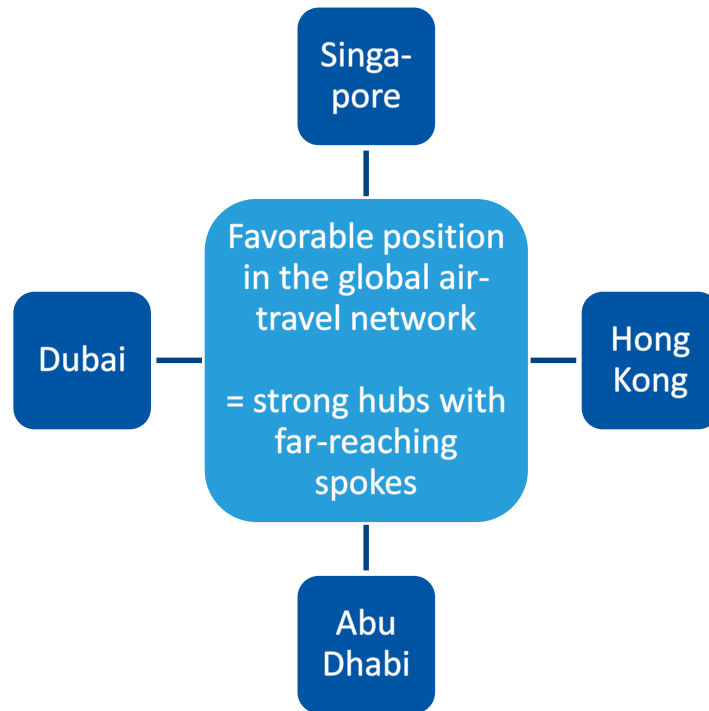 Singa-
pore
Favorable position
in the global air-
travel network
= strong hubs with
far-reaching
spokes
Dubai
Hong
Kong
Abu
Dhabi